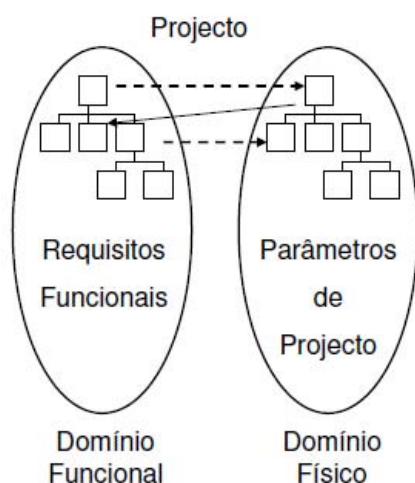 Projecto
Requisitos
Funcionais
Parâmetros
de
Projecto
Domínio
Funcional
Domínio
Físico